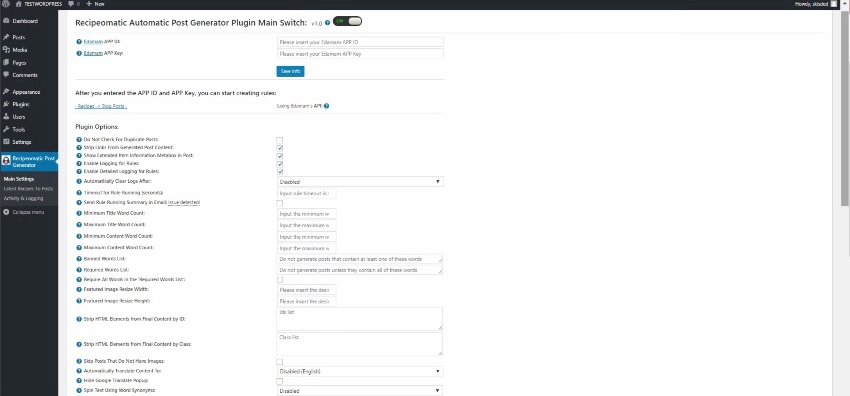 TESTWORDPRESS 0 New
Howdy,
Dashboard
Posts
Media
Pages
Comments
Appearance
Plugins
Users
Tools
Settings
Recipeomatic Post Generator
Main Settings
Latest Recipes To Posts
Activity & Logging
Collapse menu
Recipeomatic Automatic Post Generator Plugin Main Switch: v1.0 ON
Edamam APP ID: Please insert your Edamam APP ID
Edamam APP Key: Please insert your Edamam APP Key
Save Info
After you entered the APP ID and APP Key, you can start creating rules:
- Recipes -> Blog Posts - (using Edamam's API)
Plugin Options:
Do Not Check For Duplicate Posts:
Strip Links From Generated Post Content:
Show Extended Item Information Metabox in Post:
Enable Logging for Rules:
Enable Detailed Logging for Rules:
Automatically Clear Logs After: Disabled
Timeout for Rule Running (seconds): Input rule timeout in
Send Rule Running Summary in Email: Issue detected!
Minimum Title Word Count: Input the minimum w
Maximum Title Word Count: Input the maximum w
Minimum Content Word Count: Input the minimum w
Maximum Content Word Count: Input the maximum w
Banned Words List: Do not generate posts that contain at least one of these words
Required Words List: Do not generate posts unless they contain all of these words
Require All Words in the 'Required Words List':
Featured Image Resize Width: Please insert the desir
Featured Image Resize Height: Please insert the desir
Strip HTML Elements from Final Content by ID: Ids list
Strip HTML Elements from Final Content by Class: Class list
Skip Posts That Do Not Have Images:
Automatically Translate Content To: Disabled (English)
Hide Google Translate Popup:
Spin Text Using Word Synonyms: Disabled